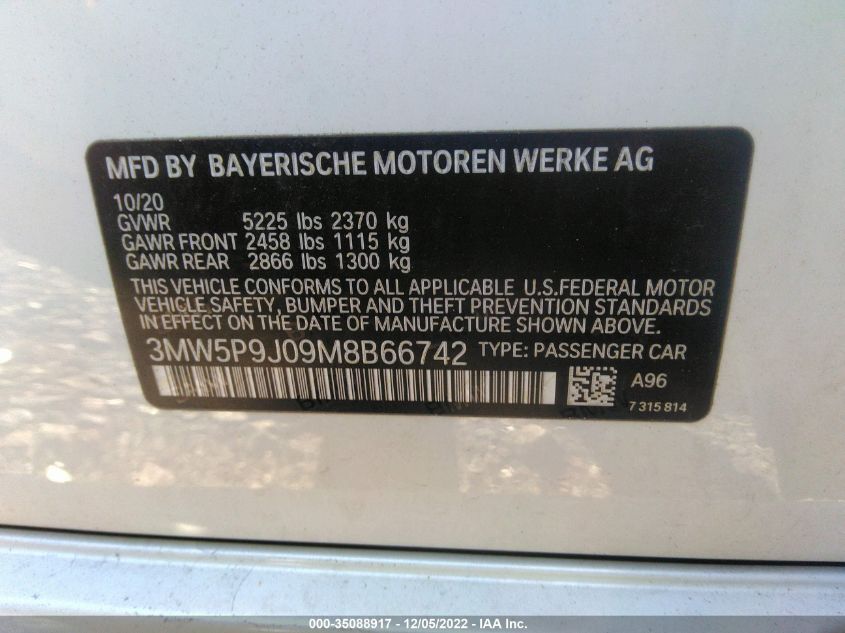 MFD BY BAYERISCHE MOTOREN WERKE AG
10/20
GVWR 5225 lbs 2370 kg
GAWR FRONT 2458 lbs 1115 kg
GAWR REAR 2866 lbs 1300 kg
THIS VEHICLE CONFORMS TO ALL APPLICABLE U.S.FEDERAL MOTOR
VEHICLE SAFETY, BUMPER AND THEFT PREVENTION STANDARDS
IN EFFECT ON THE DATE OF MANUFACTURE SHOWN ABOVE.
3MW5P9J09M8B66742 TYPE: PASSENGER CAR
A96
7 315 814
000-35088917 - 12/05/2022 - IAA Inc.